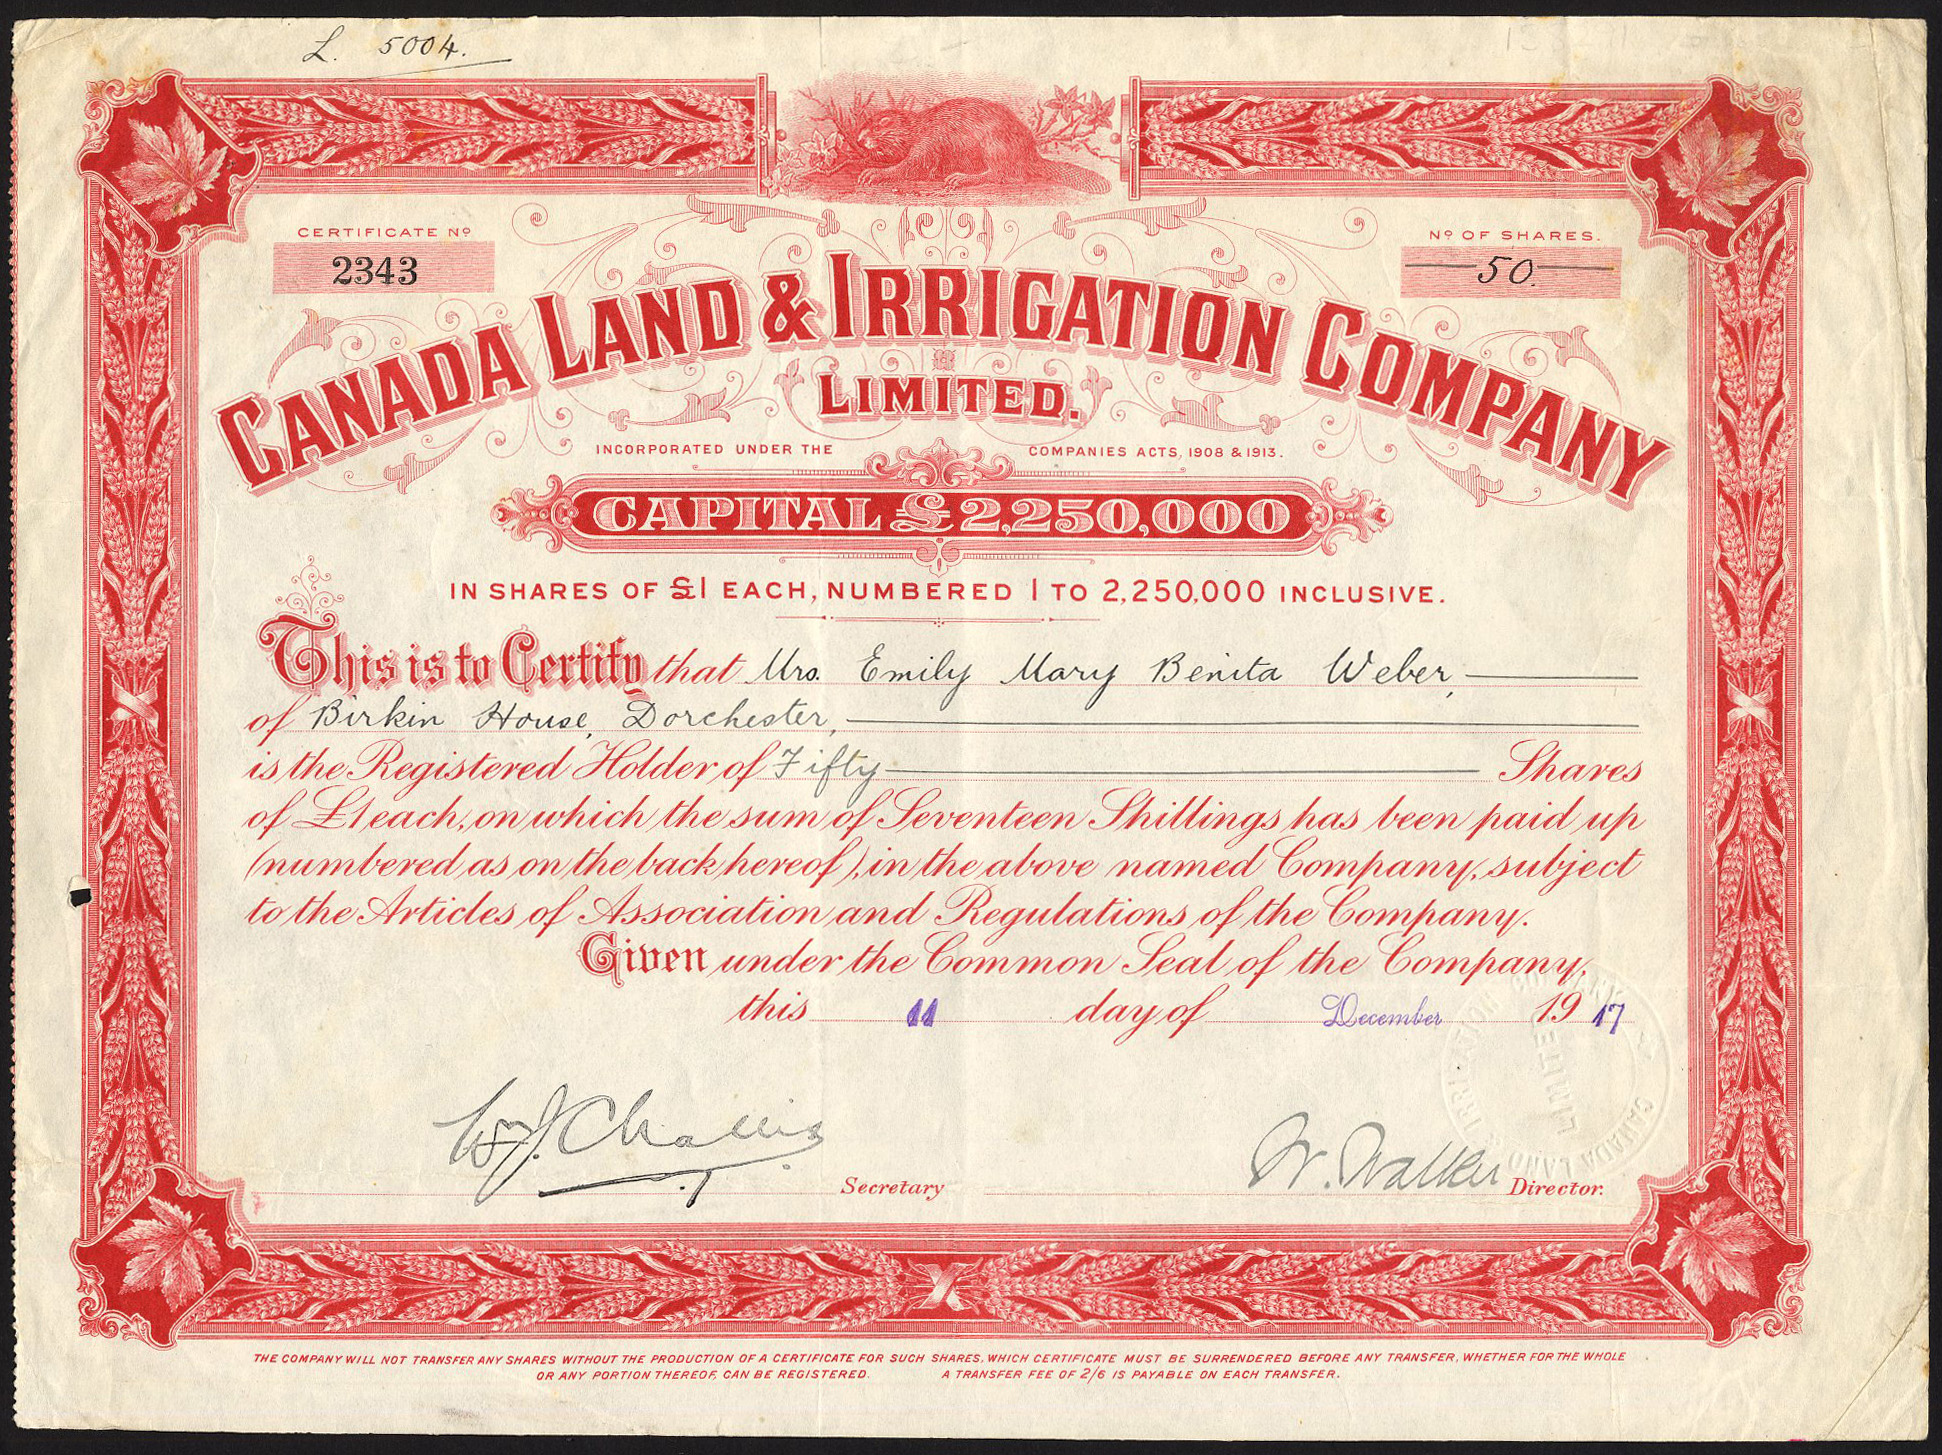 L. 5004.
CERTIFICATE Nº
2343
Nº OF SHARES.
50.
CANADA LAND & IRRIGATION COMPANY
LIMITED.
INCORPORATED UNDER THE COMPANIES ACTS, 1908 & 1913.
CAPITAL £2,250,000
IN SHARES OF £1 EACH, NUMBERED 1 TO 2,250,000 INCLUSIVE.
This is to Certify that Mrs. Emily Mary Benita Weber,
of Birkin House, Dorchester,
is the Registered Holder of Fifty Shares
of £1 each, on which the sum of Seventeen Shillings has been paid up
(numbered as on the back hereof), in the above named Company, subject
to the Articles of Association and Regulations of the Company.
Given under the Common Seal of the Company,
this 11 day of December 1917
Wm J. Challis
Secretary
W. Walker
Director.
CANADA LAND & IRRIGATION COMPANY
LIMITED
THE COMPANY WILL NOT TRANSFER ANY SHARES WITHOUT THE PRODUCTION OF A CERTIFICATE FOR SUCH SHARES, WHICH CERTIFICATE MUST BE SURRENDERED BEFORE ANY TRANSFER, WHETHER FOR THE WHOLE
OR ANY PORTION THEREOF, CAN BE REGISTERED. A TRANSFER FEE OF 2/6 IS PAYABLE ON EACH TRANSFER.